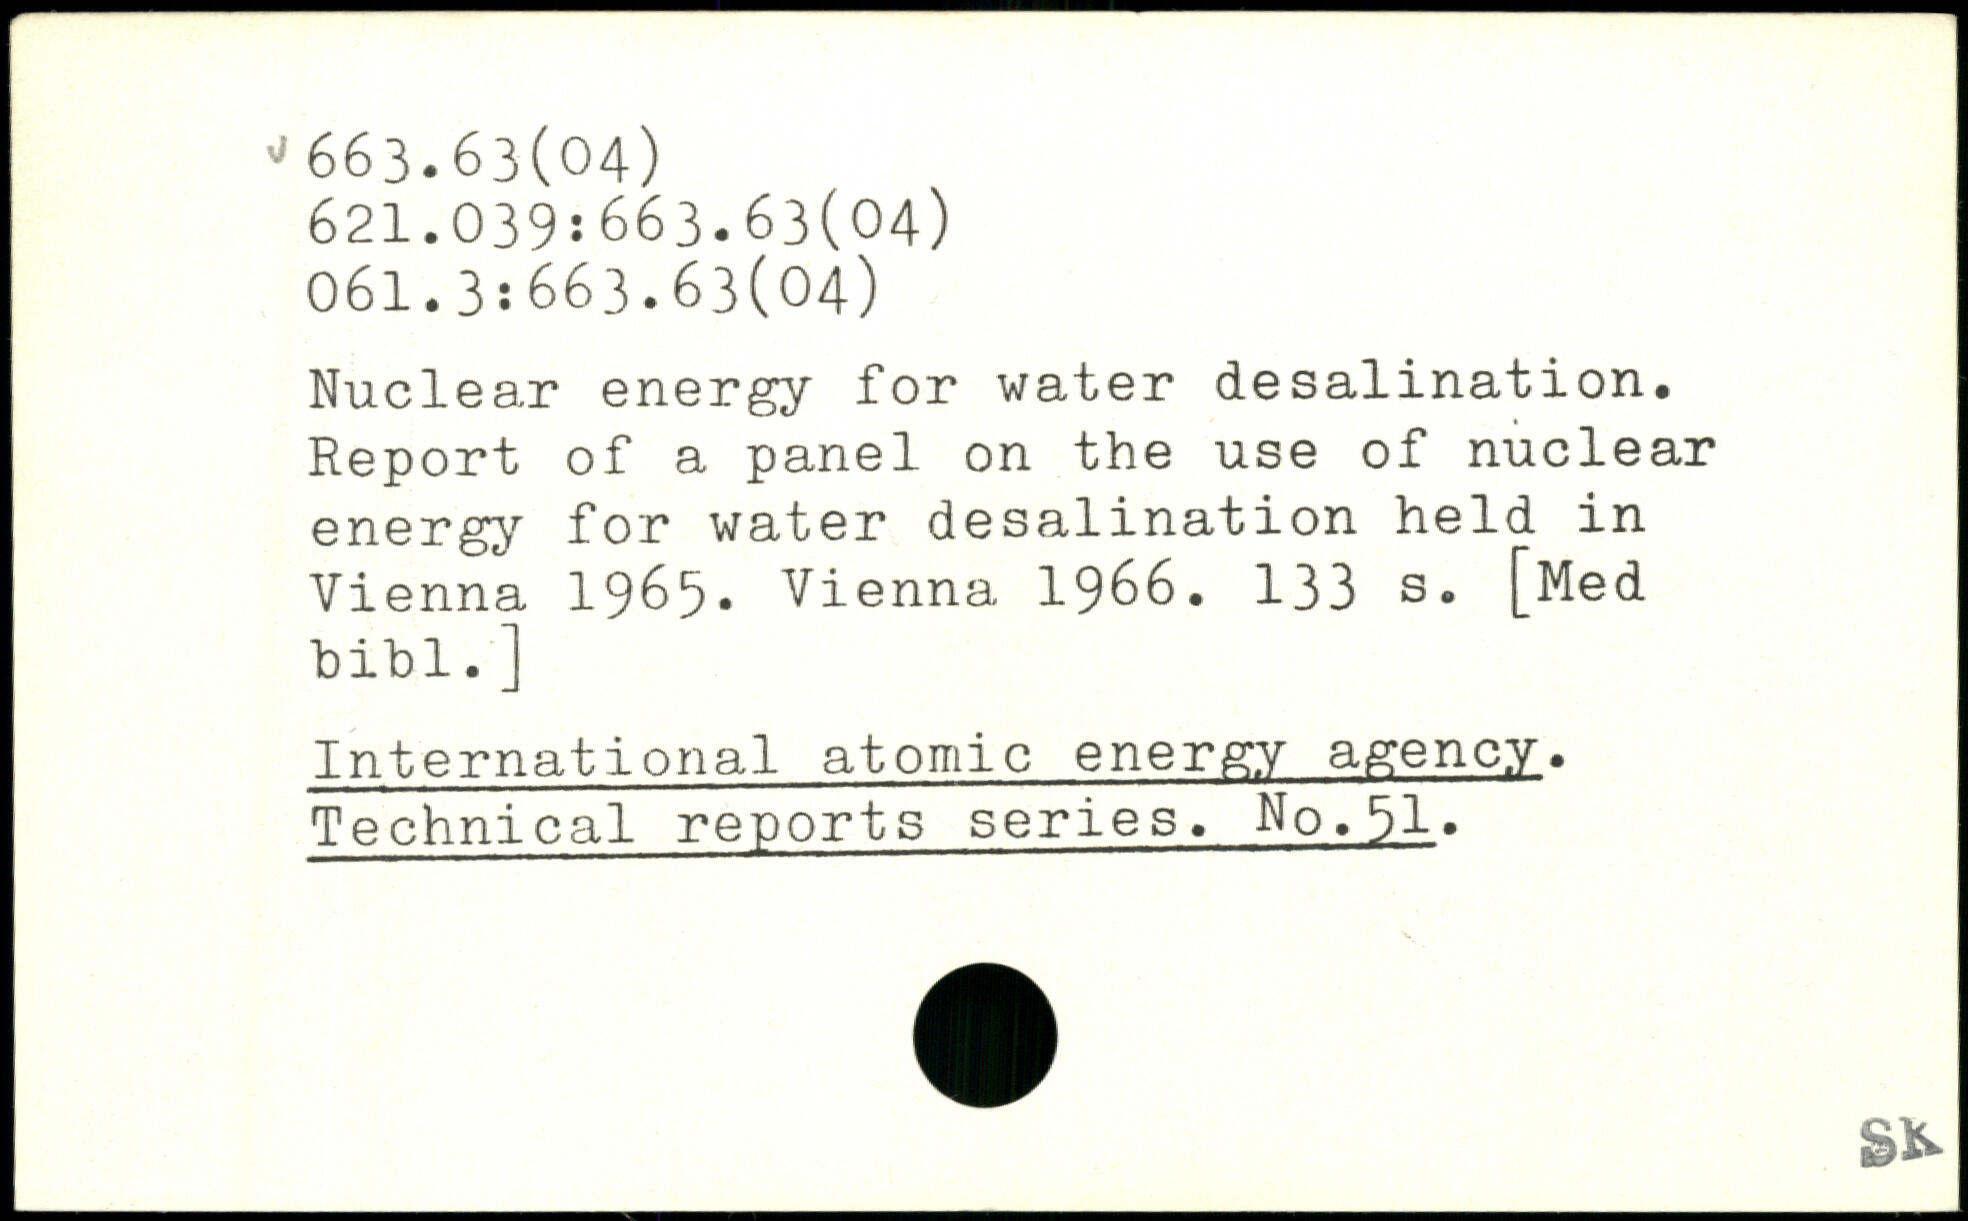 663.63(04)
621.039:663.63(04)
061.3:663.63(04)
Nuclear energy for water desalination.
Report of a panel on the use of nuclear
energy for water desalination held in
Vienna 1965. Vienna 1966. 133 s. [Med
bibl.]
International atomic energy agency.
Technical reports series. No.51.
SK